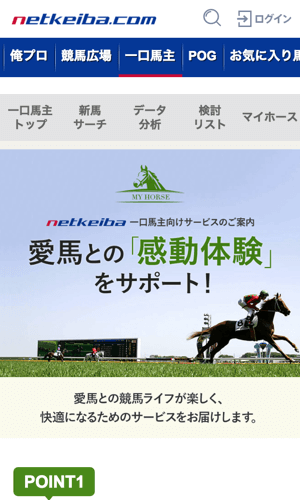 netkeiba.com
ログイン
俺プロ 競馬広場 一口馬主 POG お気に入り馬
一口馬主 新馬 データ 検討 マイホース
トップ サーチ 分析 リスト
MY HORSE
netkeiba 一口馬主向けサービスのご案内
愛馬との「感動体験」
をサポート！
愛馬との競馬ライフが楽しく、
快適になるためのサービスをお届けします。
POINT1